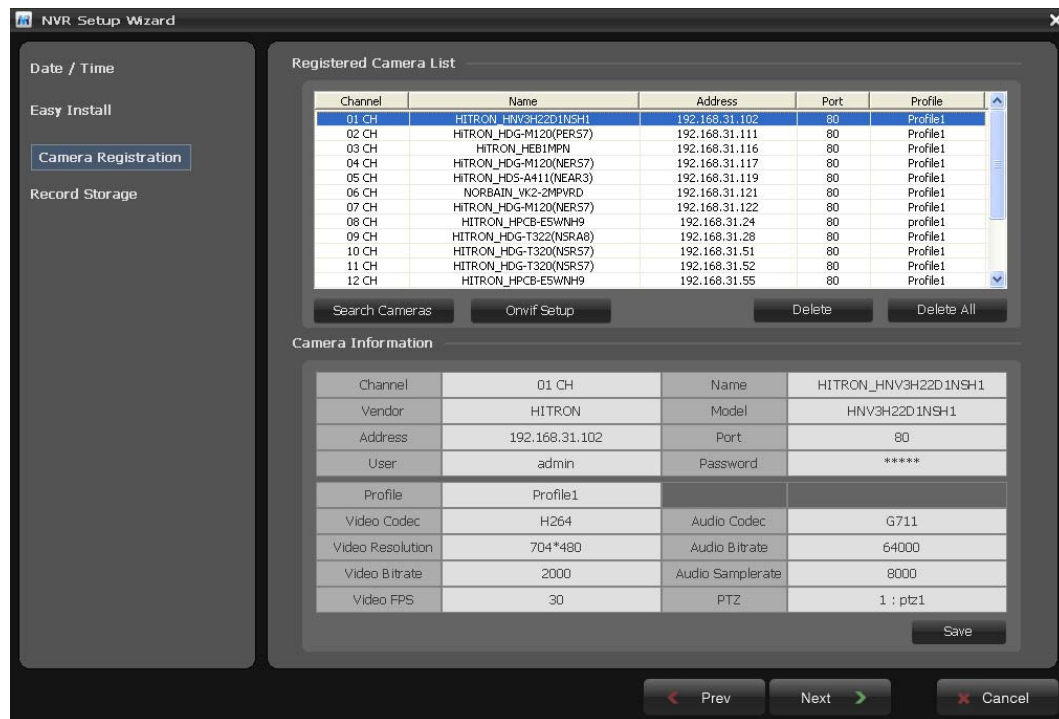 NVR Setup Wizard
Date / Time
Easy Install
Camera Registration
Record Storage
Registered Camera List
Channel Name Address Port Profile
01 CH HITRON_HNV3H22D1NSH1 192.168.31.102 80 Profile1
02 CH HiTRON_HDG-M120(PERS7) 192.168.31.111 80 Profile1
03 CH HiTRON_HEB1MPN 192.168.31.116 80 Profile1
04 CH HiTRON_HDG-M120(NERS7) 192.168.31.117 80 Profile1
05 CH HiTRON_HDS-A411(NEAR3) 192.168.31.119 80 Profile1
06 CH NORBAIN_VK2-2MPVRD 192.168.31.121 80 Profile1
07 CH HiTRON_HDG-M120(NERS7) 192.168.31.122 80 Profile1
08 CH HITRON_HPCB-E5WNH9 192.168.31.24 80 profile1
09 CH HITRON_HDG-T322(NSRA8) 192.168.31.28 80 Profile1
10 CH HITRON_HDG-T320(NSRS7) 192.168.31.51 80 Profile1
11 CH HITRON_HDG-T320(NSRS7) 192.168.31.52 80 Profile1
12 CH HITRON_HPCB-E5WNH9 192.168.31.55 80 Profile1
Search Cameras Onvif Setup Delete Delete All
Camera Information
Channel 01 CH Name HITRON_HNV3H22D1NSH1
Vendor HITRON Model HNV3H22D1NSH1
Address 192.168.31.102 Port 80
User admin Password *****
Profile Profile1
Video Codec H264 Audio Codec G711
Video Resolution 704*480 Audio Bitrate 64000
Video Bitrate 2000 Audio Samplerate 8000
Video FPS 30 PTZ 1 : ptz1
Save
Prev Next Cancel